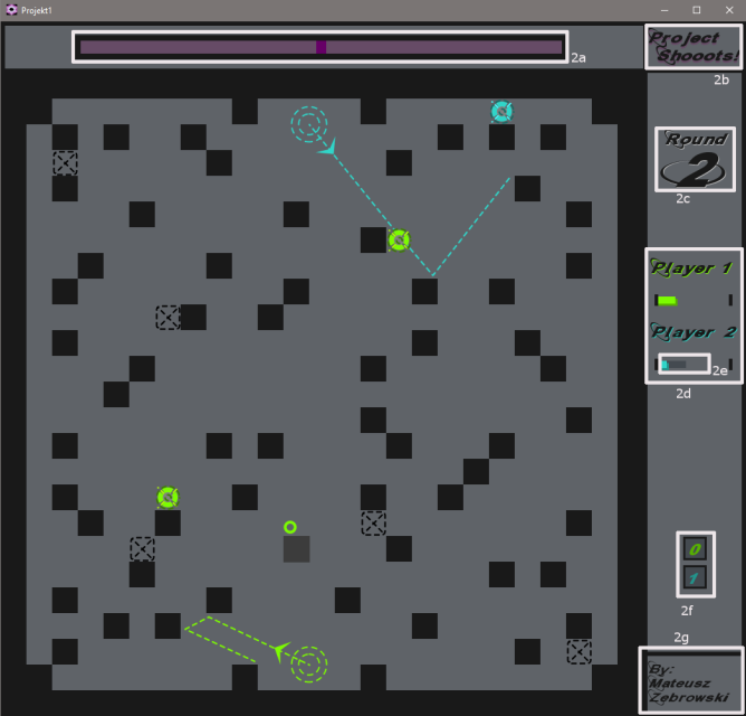 Projekt1
2a
Project
Shooots!
2b
Round
2
2c
Player 1
Player 2
2e
2d
0
1
2f
2g
By:
Mateusz
Zebrowski